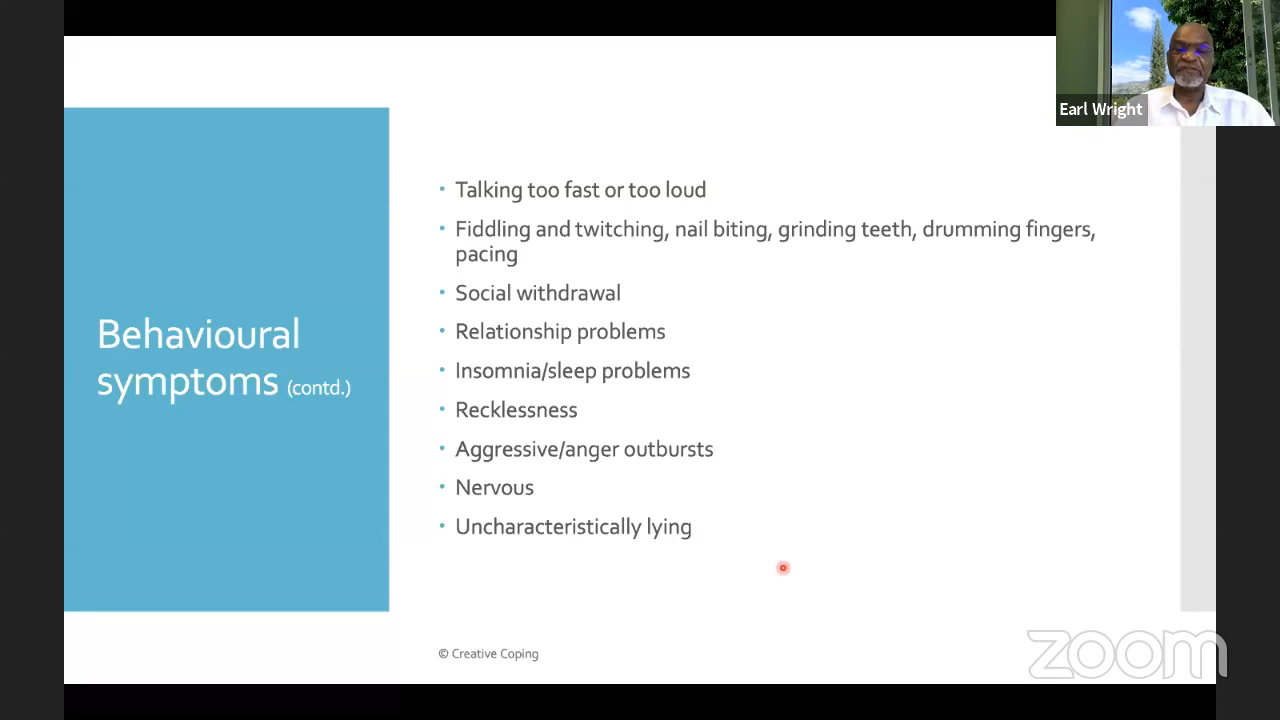 Earl Wright
Behavioural
symptoms (contd.)
• Talking too fast or too loud
• Fiddling and twitching, nail biting, grinding teeth, drumming fingers,
pacing
• Social withdrawal
• Relationship problems
• Insomnia/sleep problems
• Recklessness
• Aggressive/anger outbursts
• Nervous
• Uncharacteristically lying
© Creative Coping
zoom